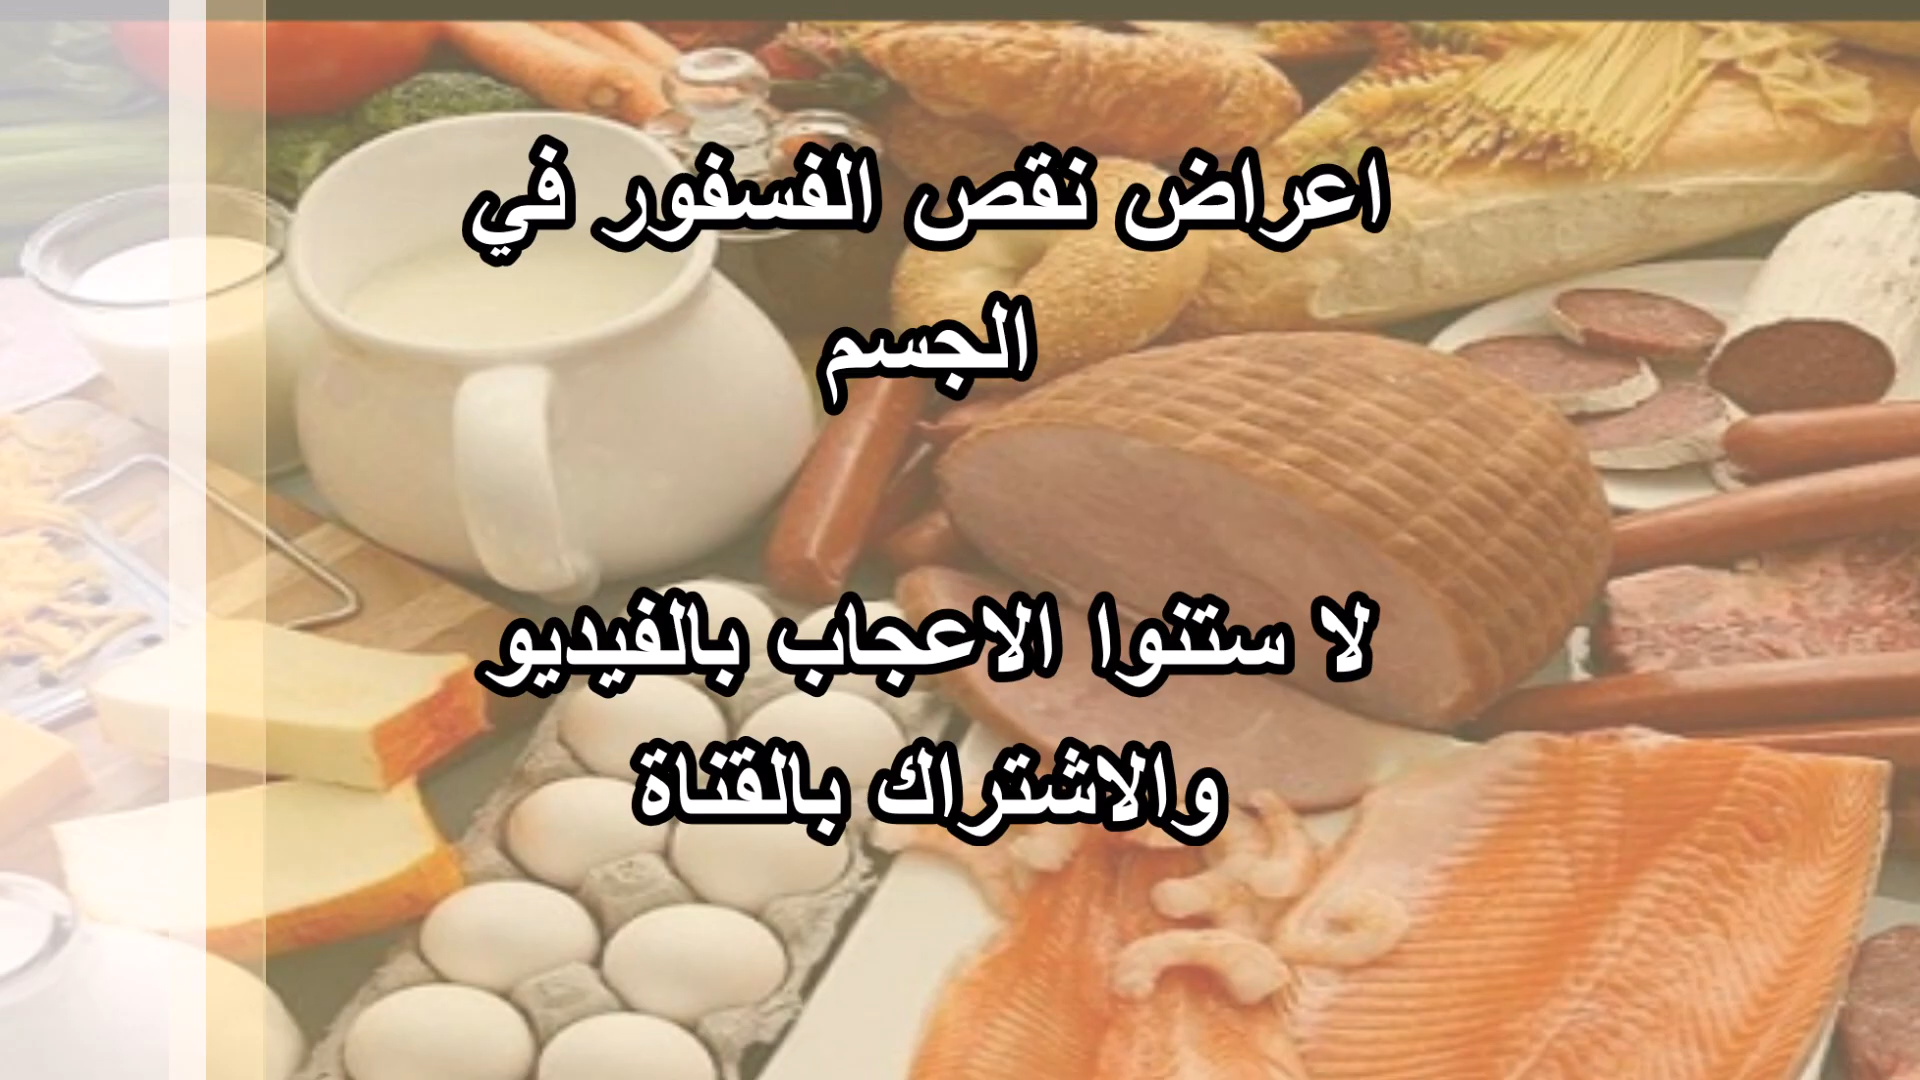 اعراض نقص الفسفور في
الجسم
لا ستنوا الاعجاب بالفيديو
والاشتراك بالقناة